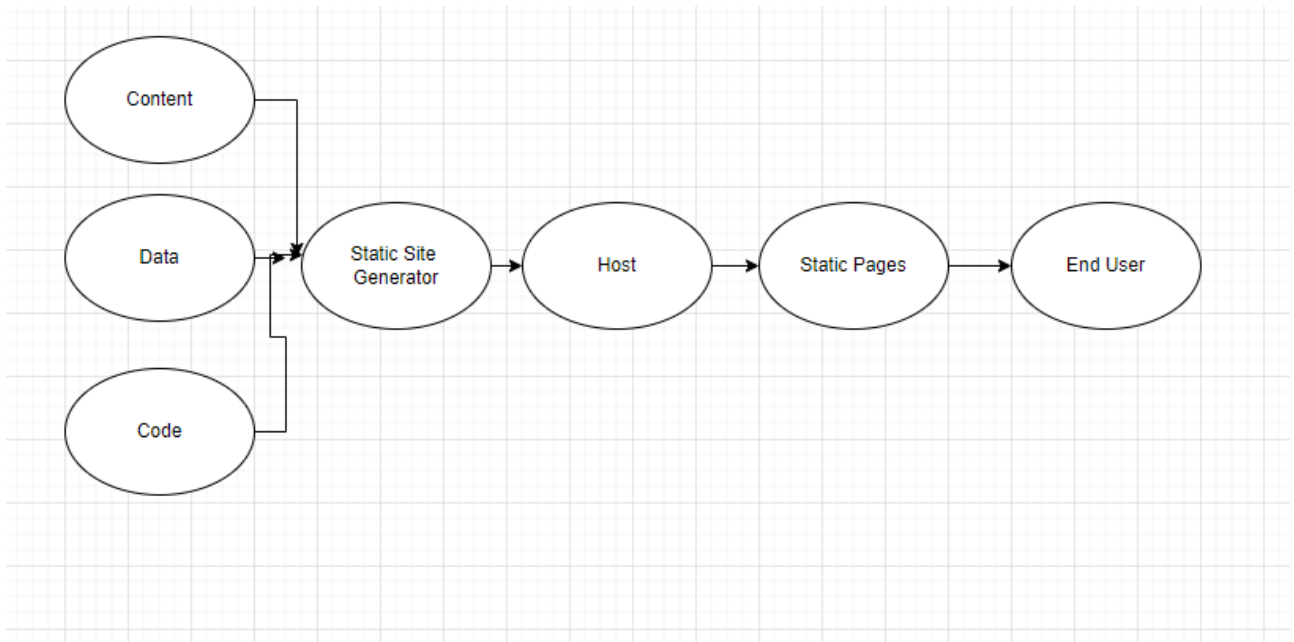 Content
Data
Static Site
Generator
Host
Static Pages
End User
Code